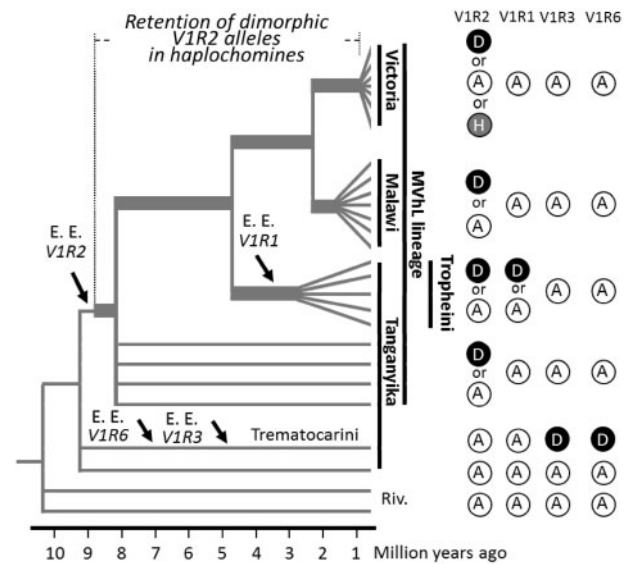 Retention of dimorphic
V1R2 alleles
in haplochromines
V1R2 V1R1 V1R3 V1R6
D
or
A A A A
or
H
Victoria
D
or
A A A A
Malawi
MVhL lineage
E. E.
V1R2
E. E.
V1R1
D D
or or A A
A A
Tropheini
Tanganyika
D
or A A A
A
E. E.
V1R6
E. E.
V1R3
Trematocarini
A A D D
A A A A
Riv.
A A A A
10 9 8 7 6 5 4 3 2 1 Million years ago